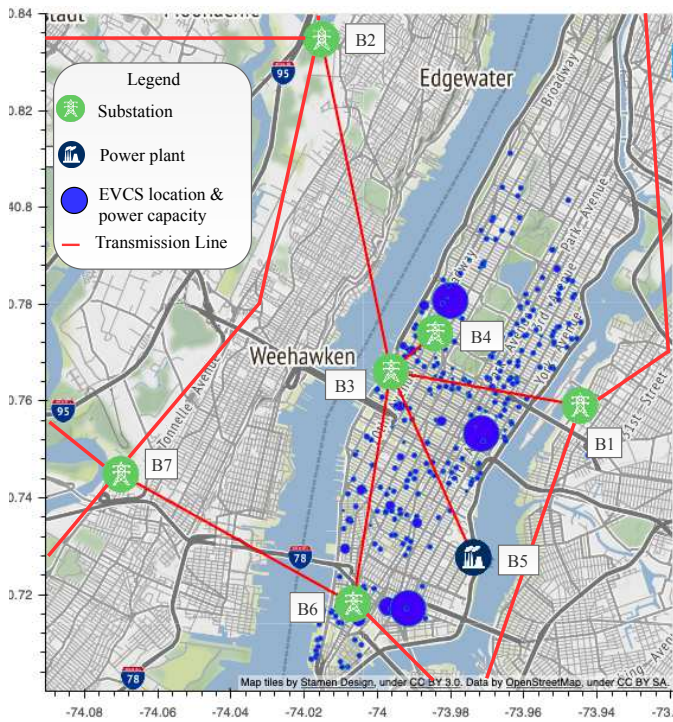 0.84
B2
95
Edgewater
Broadway
Legend
Substation
Power plant
EVCS location &
power capacity
Transmission Line
0.82
40.8
0.78
0.76
0.74
0.72
Park Avenue
Weehawken
B4
B3
B1
51st Street
Tonnelle Avenue
95
B7
78
B5
B6
78
Map tiles by Stamen Design, under CC BY 3.0. Data by OpenStreetMap, under CC BY SA.
-74.08
-74.06
-74.04
-74.02
-74
-73.98
-73.96
-73.94